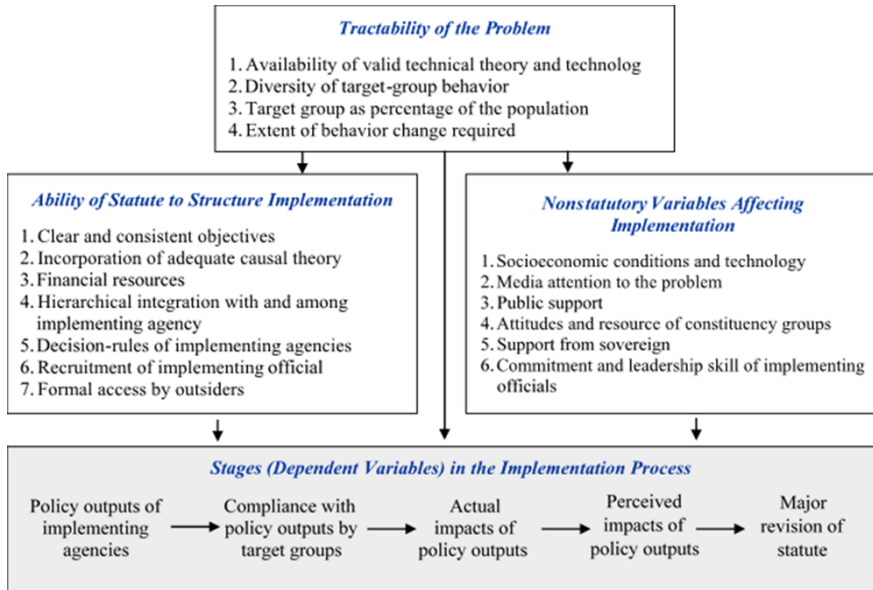 Tractability of the Problem
1. Availability of valid technical theory and technolog
2. Diversity of target-group behavior
3. Target group as percentage of the population
4. Extent of behavior change required
Ability of Statute to Structure Implementation
1. Clear and consistent objectives
2. Incorporation of adequate causal theory
3. Financial resources
4. Hierarchical integration with and among
implementing agency
5. Decision-rules of implementing agencies
6. Recruitment of implementing official
7. Formal access by outsiders
Nonstatutory Variables Affecting
Implementation
1. Socioeconomic conditions and technology
2. Media attention to the problem
3. Public support
4. Attitudes and resource of constituency groups
5. Support from sovereign
6. Commitment and leadership skill of implementing
officials
Stages (Dependent Variables) in the Implementation Process
Policy outputs of
implementing
agencies
Compliance with
policy outputs by
target groups
Actual
impacts of
policy outputs
Perceived
impacts of
policy outputs
Major
revision of
statute